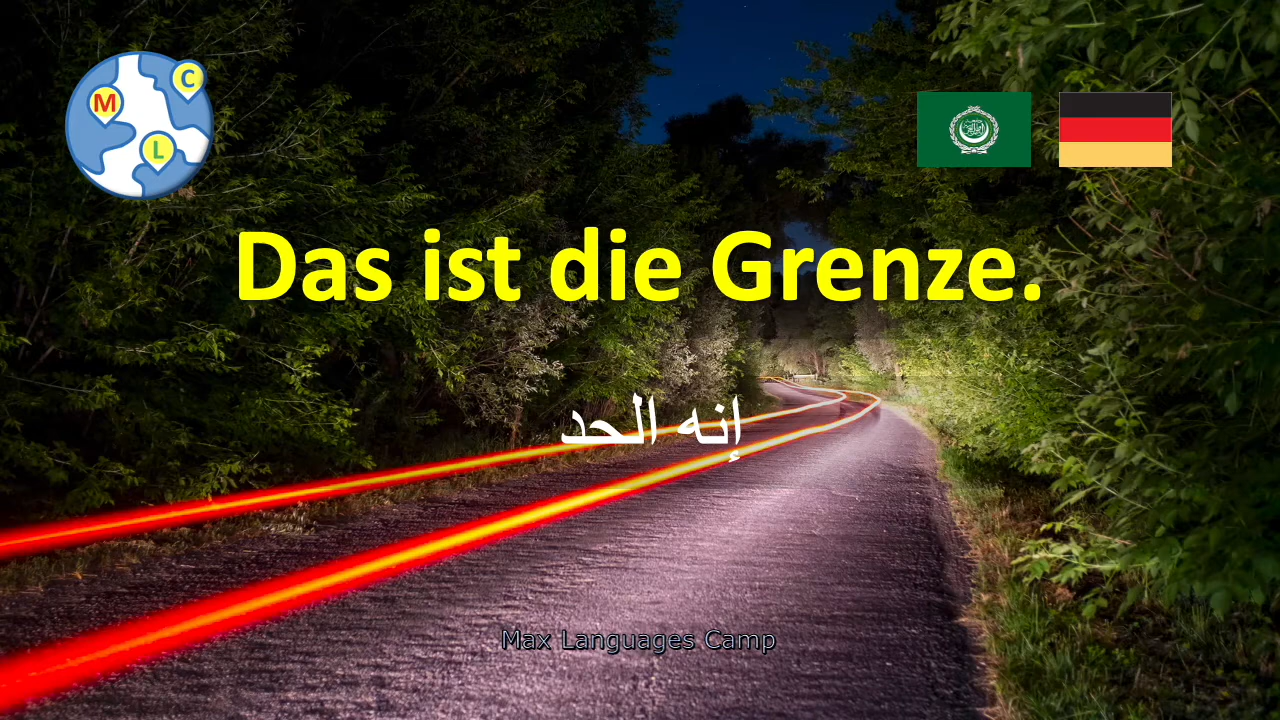 M
C
L
Das ist die Grenze.
إنه الحد
Max Languages Camp